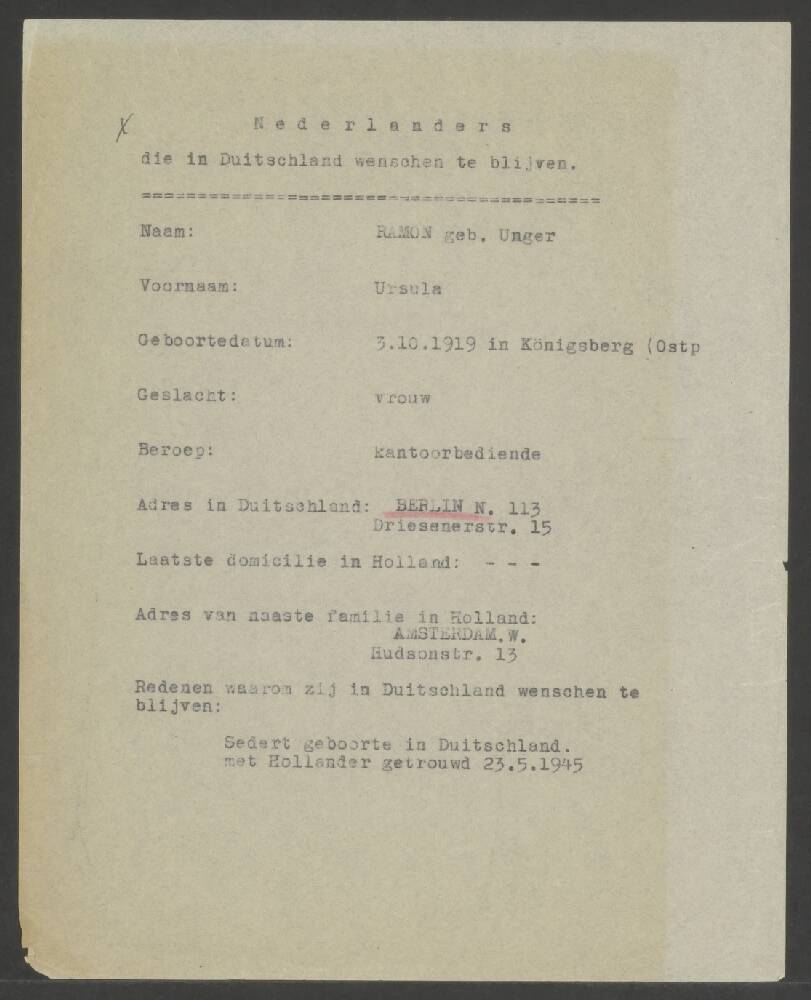 X
N e d e r l a n d e r s
die in Duitschland wenschen te blijven.
===================================================
Naam: RAMON geb. Unger
Voornaam: Ursula
Geboortedatum: 3.10.1919 in Königsberg (Ostp
Geslacht: vrouw
Beroep: kantoorbediende
Adres in Duitschland: BERLIN N. 113
Driesenerstr. 15
Laatste domicilie in Holland: - - -
Adres van naaste familie in Holland:
AMSTERDAM.W.
Hudsonstr. 13
Redenen waarom zij in Duitschland wenschen te
blijven:
Sedert geboorte in Duitschland.
met Hollander getrouwd 23.5.1945